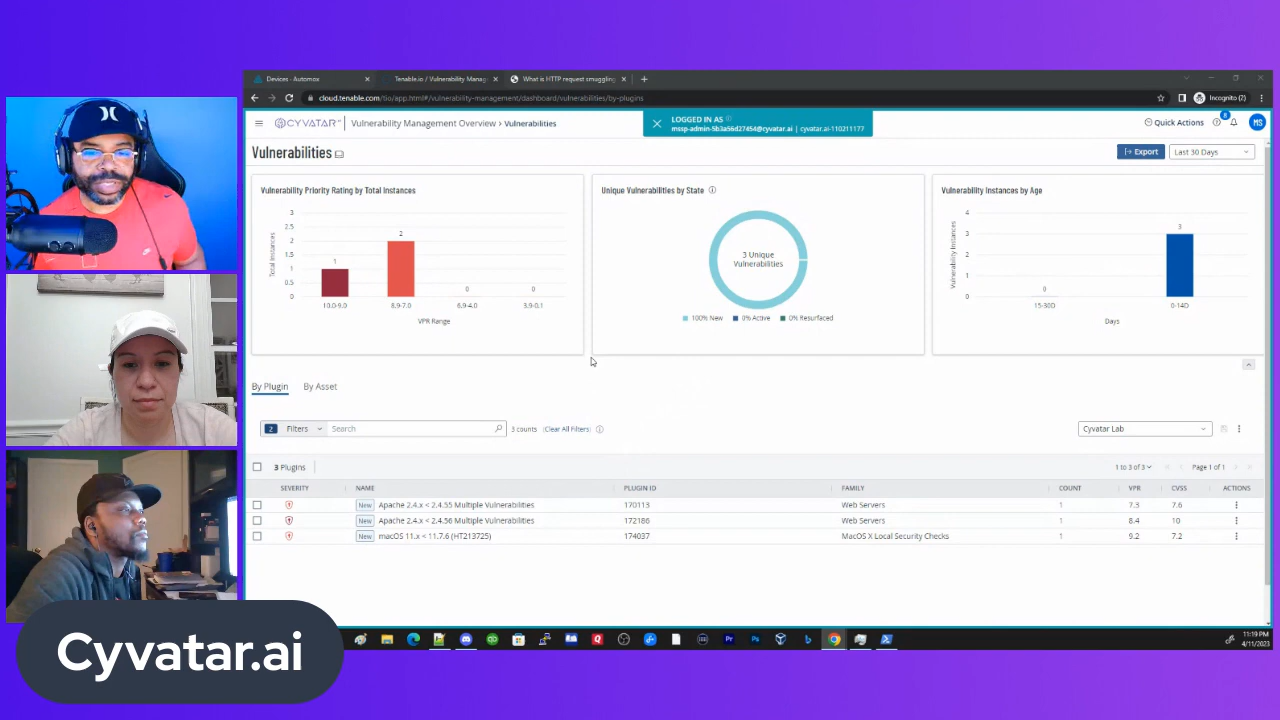 Devices - Automox
Tenable.io / Vulnerability Manag
What is HTTP request smuggling
cloud.tenable.com/tio/app.html#/vulnerability-management/dashboard/vulnerabilities/by-plugins
Incognito (2)
CYVATAR
Vulnerability Management Overview › Vulnerabilities
LOGGED IN AS
mssp-admin-5b3a56d27454@cyvatar.ai | cyvatar.ai-110211177
Quick Actions
8
MS
Vulnerabilities
Export
Last 30 Days
Vulnerability Priority Rating by Total Instances
Total Instances
3
2.5
2
1.5
1
0.5
0
1
2
0
0
10.0-9.0
8.9-7.0
6.9-4.0
3.9-0.1
VPR Range
Unique Vulnerabilities by State
3 Unique
Vulnerabilities
100% New
0% Active
0% Resurfaced
Vulnerability Instances by Age
Vulnerability Instances
4
3
2
1
0
0
3
15-30D
0-14D
Days
By Plugin
By Asset
2
Filters
Search
3 counts
(Clear All Filters)
Cyvatar Lab
3 Plugins
1 to 3 of 3
Page 1 of 1
SEVERITY NAME PLUGIN ID FAMILY COUNT VPR CVSS ACTIONS
New Apache 2.4.x < 2.4.55 Multiple Vulnerabilities 170113 Web Servers 1 7.3 7.6
New Apache 2.4.x < 2.4.56 Multiple Vulnerabilities 172186 Web Servers 1 8.4 10
New macOS 11.x < 11.7.6 (HT213725) 174037 MacOS X Local Security Checks 1 9.2 7.2
11:19 PM
4/11/2023
Cyvatar.ai